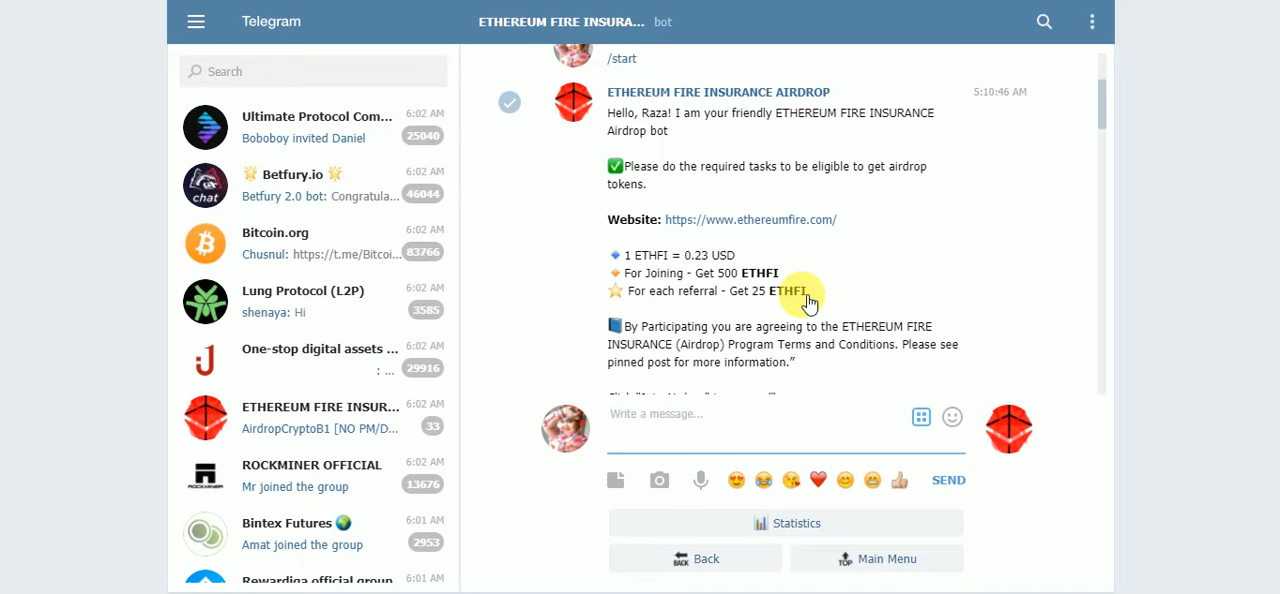 Telegram
ETHEREUM FIRE INSURA... bot
Search
Ultimate Protocol Com... 6:02 AM
Boboboy invited Daniel 25040
Betfury.io 6:02 AM
Betfury 2.0 bot: Congratula... 46044
chat
Bitcoin.org 6:02 AM
Chusnul: https://t.me/Bitcoi... 83766
Lung Protocol (L2P) 6:02 AM
shenaya: Hi 3585
One-stop digital assets ... 6:02 AM
: ... 29916
ETHEREUM FIRE INSUR... 6:02 AM
AirdropCryptoB1 [NO PM/D... 33
ROCKMINER OFFICIAL 6:02 AM
Mr joined the group 13676
ROCKMINER
Bintex Futures 6:01 AM
Amat joined the group 2953
Rewardiga official group 6:01 AM
/start
ETHEREUM FIRE INSURANCE AIRDROP 5:10:46 AM
Hello, Raza! I am your friendly ETHEREUM FIRE INSURANCE
Airdrop bot
Please do the required tasks to be eligible to get airdrop
tokens.
Website: https://www.ethereumfire.com/
1 ETHFI = 0.23 USD
For Joining - Get 500 ETHFI
For each referral - Get 25 ETHFI
By Participating you are agreeing to the ETHEREUM FIRE
INSURANCE (Airdrop) Program Terms and Conditions. Please see
pinned post for more information.”
Write a message...
SEND
Statistics
BACK Back
TOP Main Menu